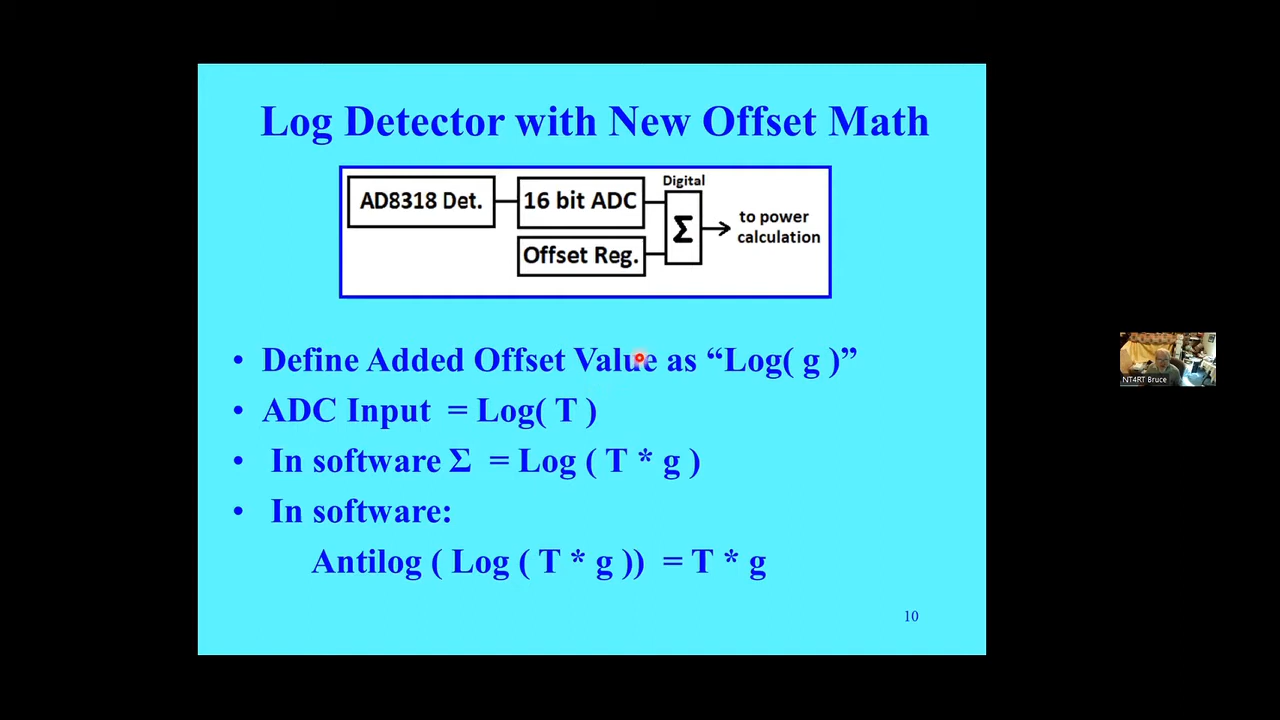 Log Detector with New Offset Math
Digital
AD8318 Det.
16 bit ADC
Σ
to power
calculation
Offset Reg.
• Define Added Offset Value as “Log( g )”
• ADC Input = Log( T )
• In software Σ = Log ( T * g )
• In software:
Antilog ( Log ( T * g )) = T * g
10
NT4RT Bruce